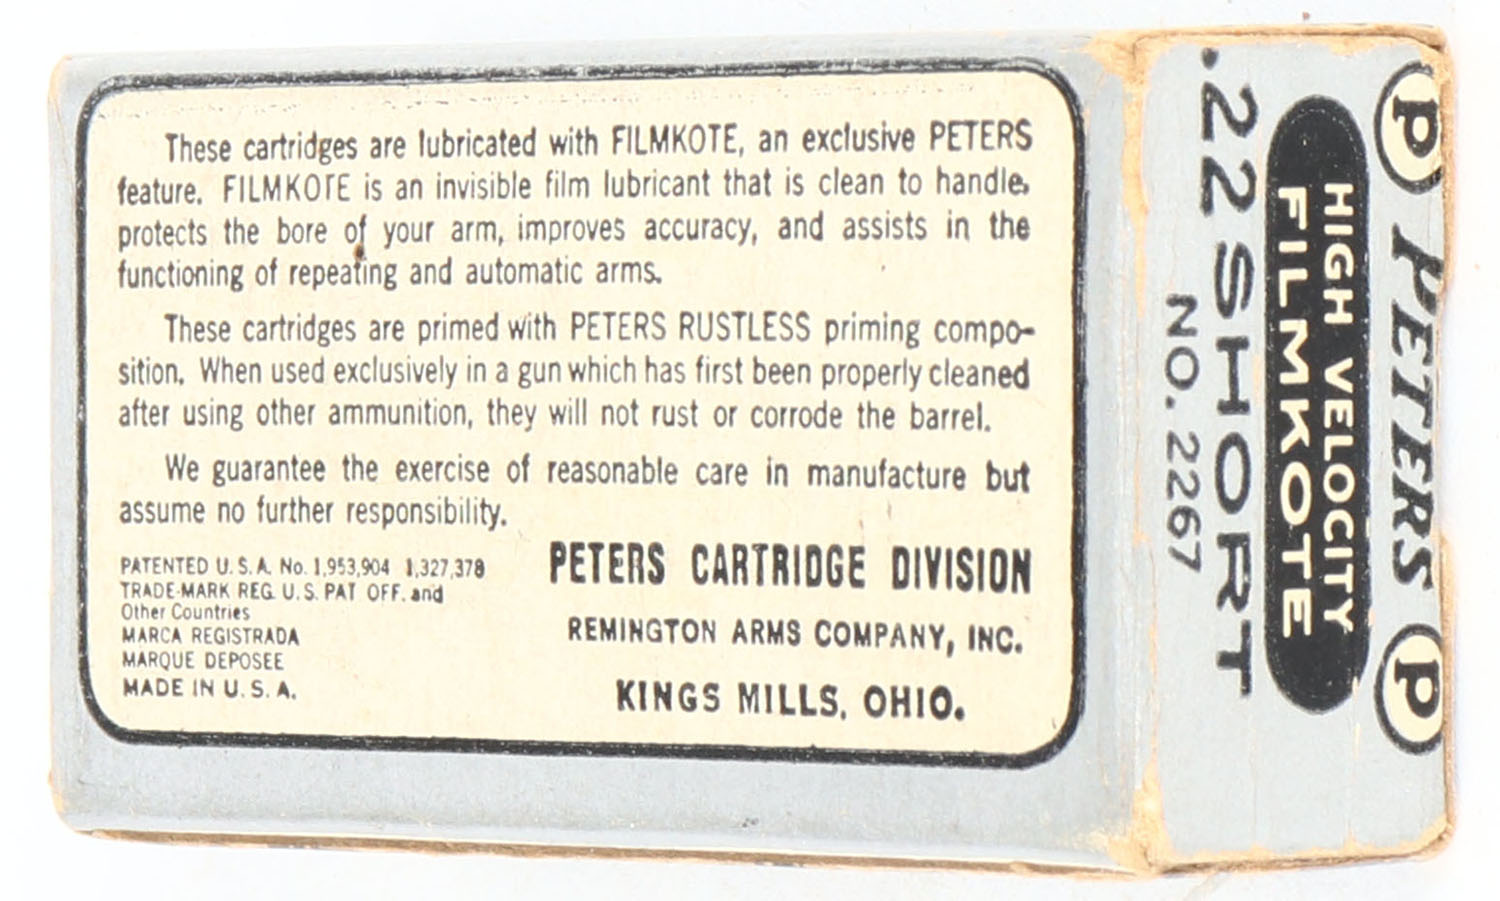 These cartridges are lubricated with FILMKOTE, an exclusive PETERS
feature. FILMKOTE is an invisible film lubricant that is clean to handle,
protects the bore of your arm, improves accuracy, and assists in the
functioning of repeating and automatic arms.
These cartridges are primed with PETERS RUSTLESS priming compo-
sition. When used exclusively in a gun which has first been properly cleaned
after using other ammunition, they will not rust or corrode the barrel.
We guarantee the exercise of reasonable care in manufacture but
assume no further responsibility.
PATENTED U.S.A. No. 1,953,904 1,327,378
TRADE-MARK REG. U.S. PAT OFF. and
Other Countries
MARCA REGISTRADA
MARQUE DEPOSEE
MADE IN U.S.A.
PETERS CARTRIDGE DIVISION
REMINGTON ARMS COMPANY, INC.
KINGS MILLS, OHIO.
P PETERS P
HIGH VELOCITY
FILMKOTE
.22 SHORT
NO. 2267